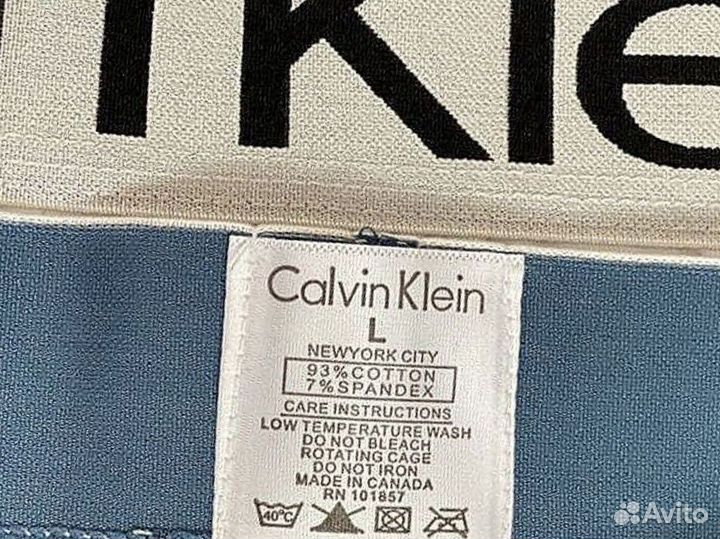 r Kle
Calvin Klein
L
NEWYORK CITY
93%COTTON
7%SPANDEX
CARE INSTRUCTIONS
LOW TEMPERATURE WASH
DO NOT BLEACH
ROTATING CAGE
DO NOT IRON
MADE IN CANADA
RN 101857
40°C
Avito